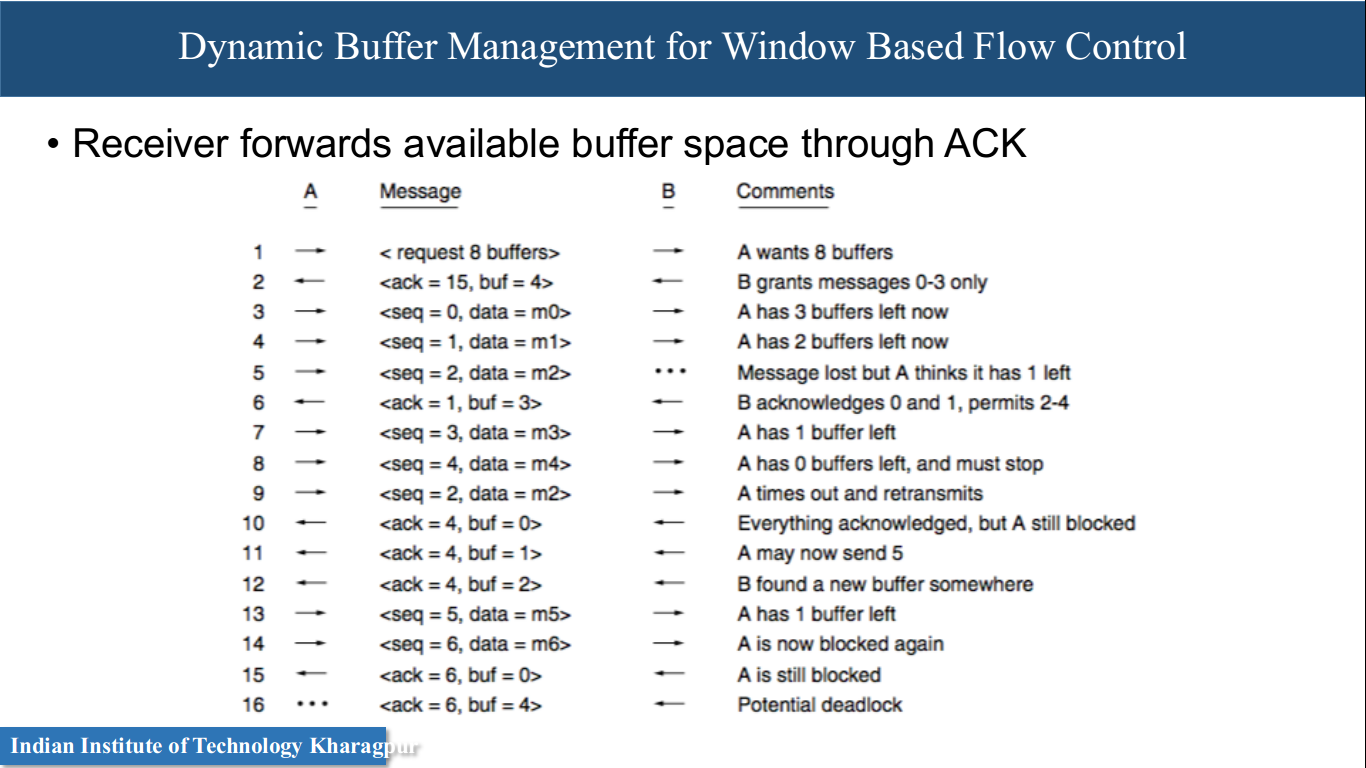 Dynamic Buffer Management for Window Based Flow Control
• Receiver forwards available buffer space through ACK
A Message B Comments
1 → < request 8 buffers> → A wants 8 buffers
2 ← <ack = 15, buf = 4> ← B grants messages 0-3 only
3 → <seq = 0, data = m0> → A has 3 buffers left now
4 → <seq = 1, data = m1> → A has 2 buffers left now
5 → <seq = 2, data = m2> ••• Message lost but A thinks it has 1 left
6 ← <ack = 1, buf = 3> ← B acknowledges 0 and 1, permits 2-4
7 → <seq = 3, data = m3> → A has 1 buffer left
8 → <seq = 4, data = m4> → A has 0 buffers left, and must stop
9 → <seq = 2, data = m2> → A times out and retransmits
10 ← <ack = 4, buf = 0> ← Everything acknowledged, but A still blocked
11 ← <ack = 4, buf = 1> ← A may now send 5
12 ← <ack = 4, buf = 2> ← B found a new buffer somewhere
13 → <seq = 5, data = m5> → A has 1 buffer left
14 → <seq = 6, data = m6> → A is now blocked again
15 ← <ack = 6, buf = 0> ← A is still blocked
16 ••• <ack = 6, buf = 4> ← Potential deadlock
Indian Institute of Technology Kharagpur